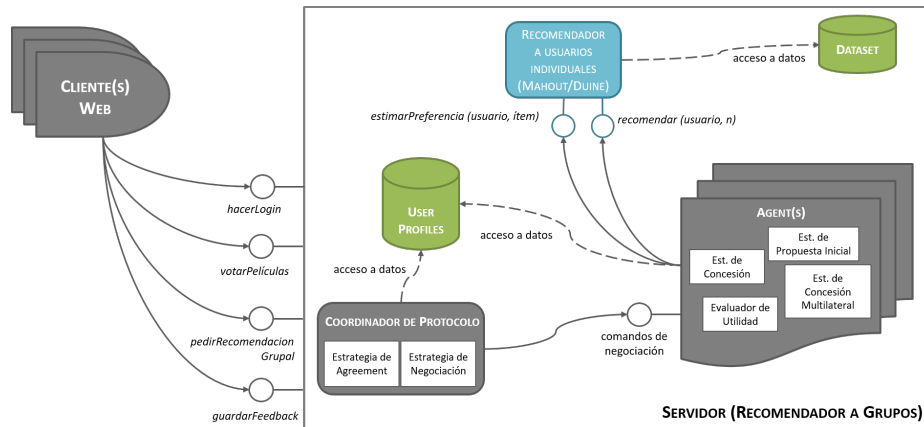 CLIENTE(S)
WEB
hacerLogin
votarPelículas
pedirRecomendacion
Grupal
guardarFeedback
RECOMENDADOR
A USUARIOS
INDIVIDUALES
(MAHOUT/DUINE)
acceso a datos
DATASET
estimarPreferencia (usuario, ítem)
recomendar (usuario, n)
USER
PROFILES
acceso a datos
acceso a datos
AGENT(S)
Est. de
Propuesta Inicial
Est. de
Concesión
Est. de
Concesión
Multilateral
Evaluador de
Utilidad
COORDINADOR DE PROTOCOLO
Estrategia de
Agreement
Estrategia de
Negociación
comandos de
negociación
SERVIDOR (RECOMENDADOR A GRUPOS)